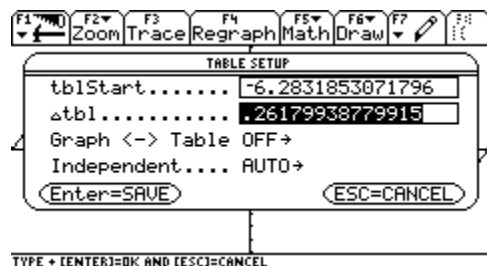 F1 F2 Zoom F3 Trace F4 Regraph F5 Math F6 Draw F7
TABLE SETUP
tblStart....... -6.2831853071796
△tbl........... .26179938779915
Graph <-> Table OFF→
Independent.... AUTO→
Enter=SAVE ESC=CANCEL
TYPE + [ENTER]=OK AND [ESC]=CANCEL